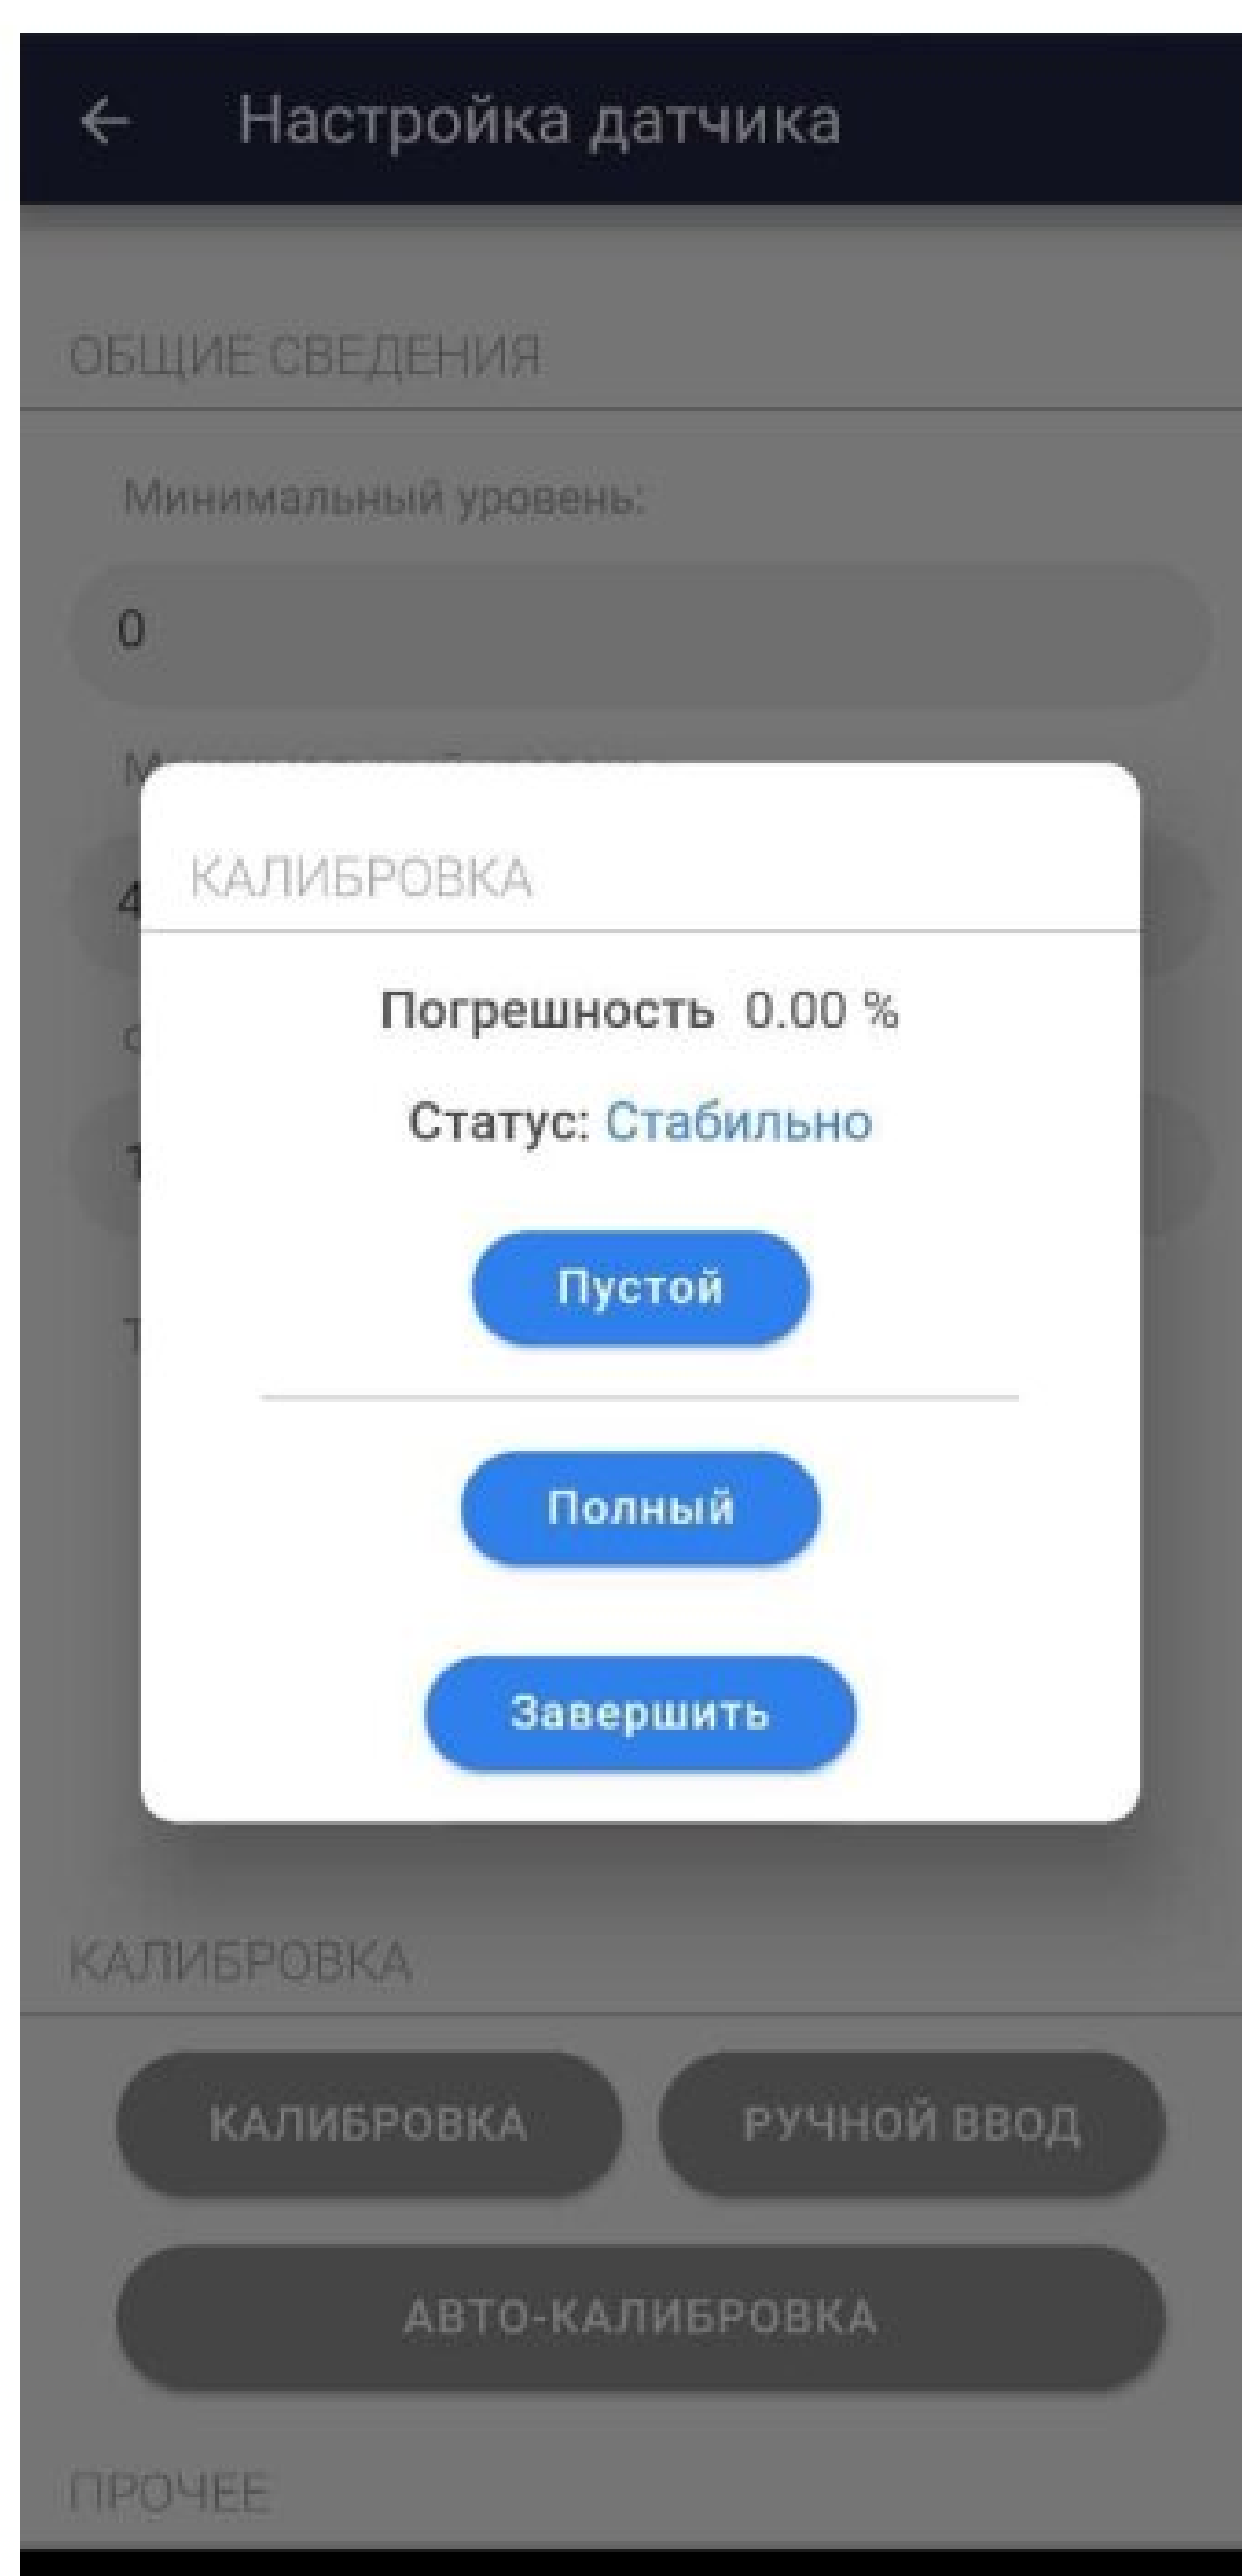 Настройка датчика
ОБЩИЕ СВЕДЕНИЯ
Минимальный уровень:
0
КАЛИБРОВКА
Погрешность 0.00 %
Статус: Стабильно
Пустой
Полный
Завершить
КАЛИБРОВКА
КАЛИБРОВКА РУЧНОЙ ВВОД
АВТО-КАЛИБРОВКА
ПРОЧЕЕ